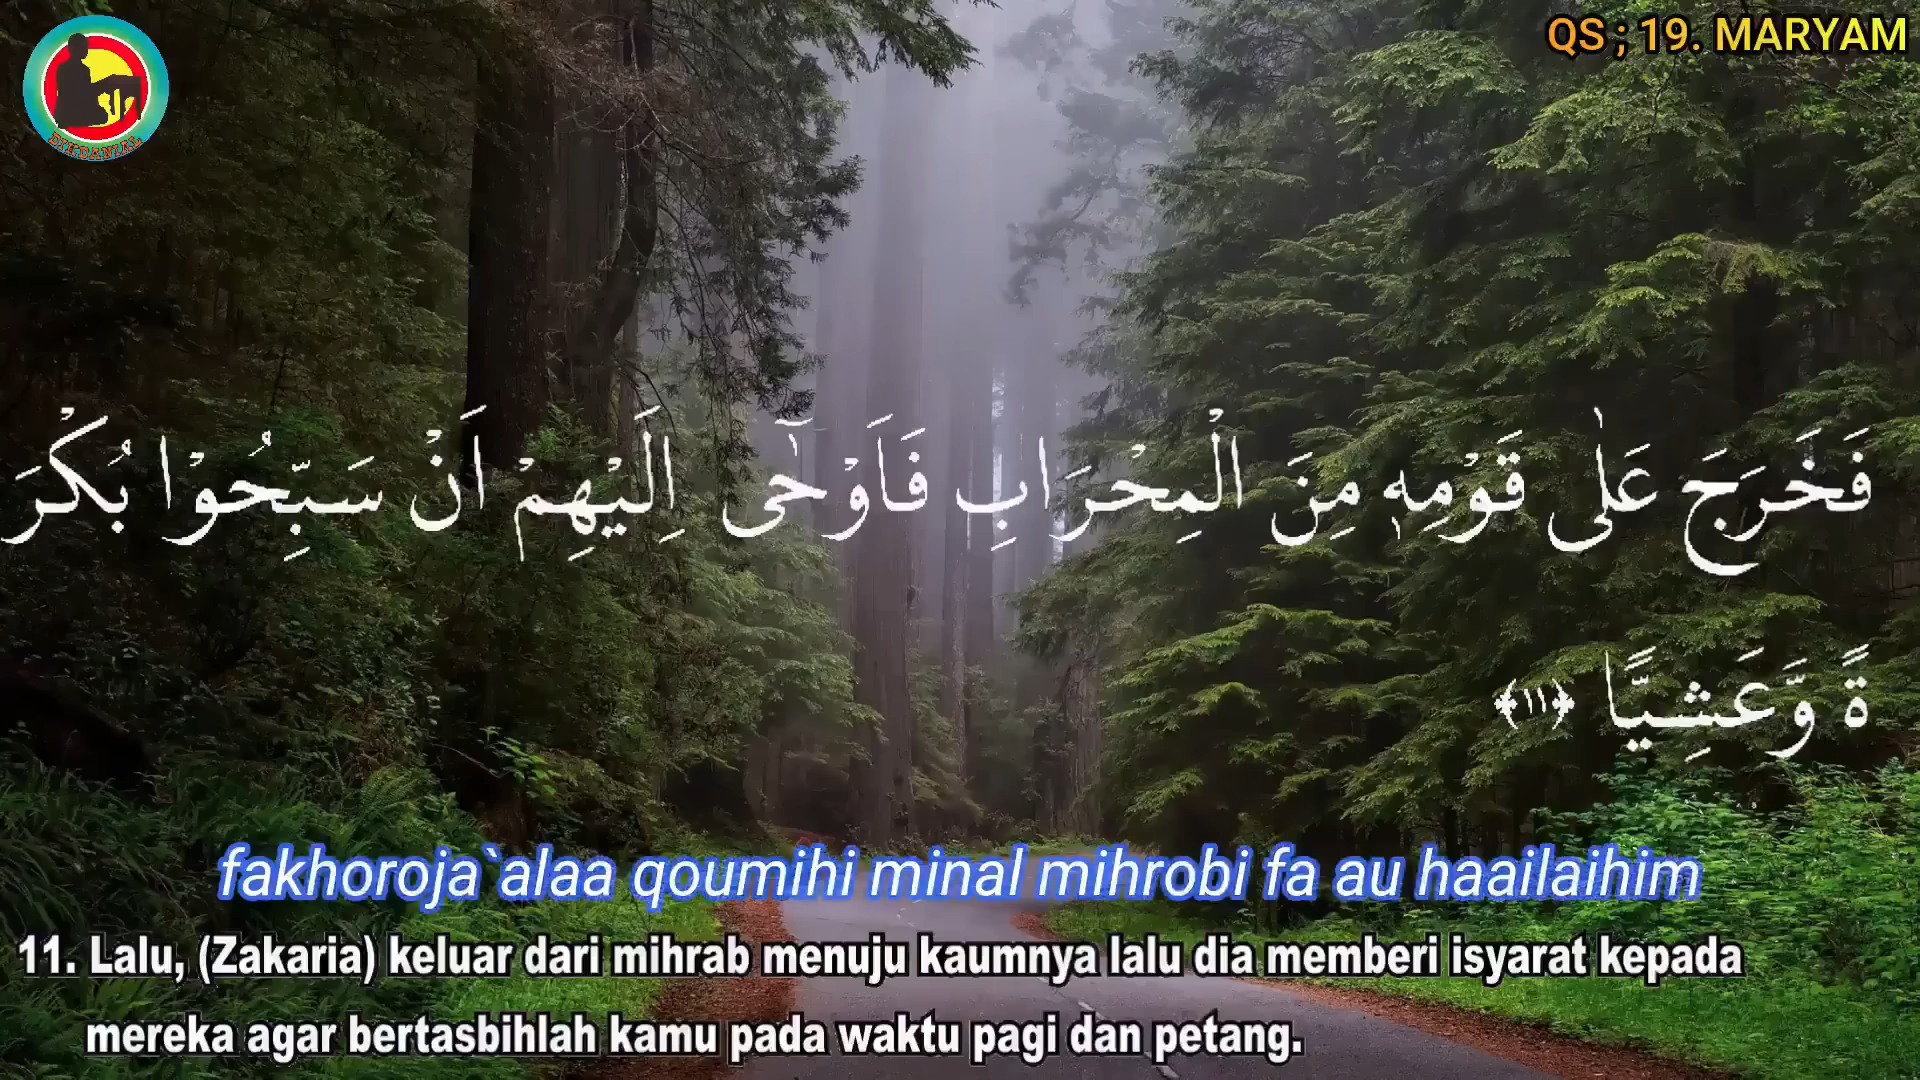 QS ; 19. MARYAM
DIKDANIAL
فَخَرَجَ عَلٰى قَوْمِهٖ مِنَ الْمِحْرَابِ فَاَوْحٰٓى اِلَيْهِمْ اَنْ سَبِّحُوْا بُكْرَ
ةً وَّعَشِيًّا ﴿١١﴾
fakhoroja`alaa qoumihi minal mihrobi fa au haailaihim
11. Lalu, (Zakaria) keluar dari mihrab menuju kaumnya lalu dia memberi isyarat kepada
mereka agar bertasbihlah kamu pada waktu pagi dan petang.